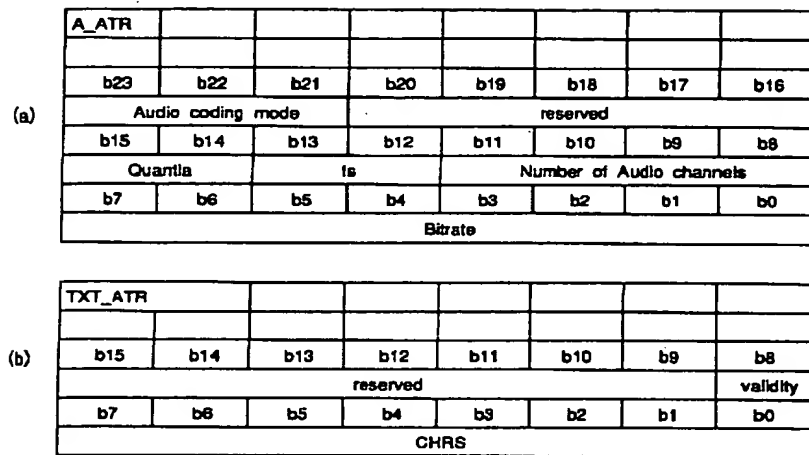 A_ATR
b23 b22 b21 b20 b19 b18 b17 b16
(a)
Audio coding mode reserved
b15 b14 b13 b12 b11 b10 b9 b8
Quantia fs Number of Audio channels
b7 b6 b5 b4 b3 b2 b1 b0
Bitrate
TXT_ATR
b15 b14 b13 b12 b11 b10 b9 b8
(b)
reserved validity
b7 b6 b5 b4 b3 b2 b1 b0
CHRS